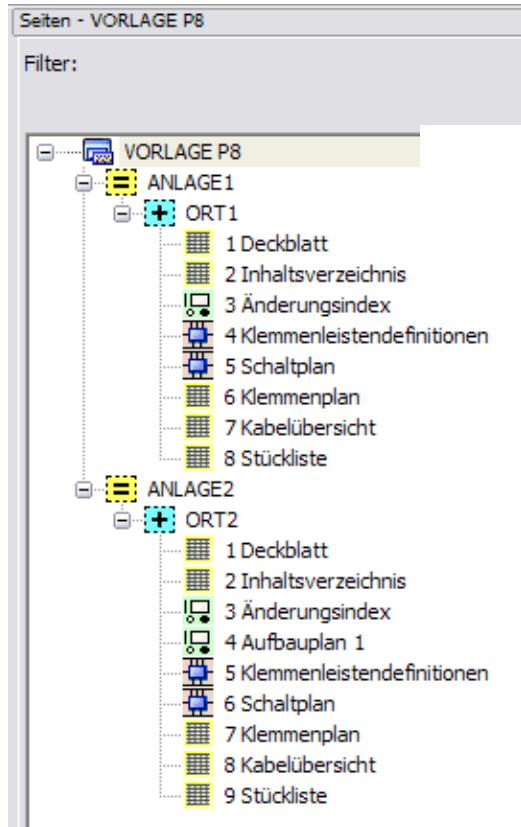 Seiten - VORLAGE P8
Filter:
VORLAGE P8
ANLAGE1
ORT1
1 Deckblatt
2 Inhaltsverzeichnis
3 Änderungsindex
4 Klemmenleistendefinitionen
5 Schaltplan
6 Klemmenplan
7 Kabelübersicht
8 Stückliste
ANLAGE2
ORT2
1 Deckblatt
2 Inhaltsverzeichnis
3 Änderungsindex
4 Aufbauplan 1
5 Klemmenleistendefinitionen
6 Schaltplan
7 Klemmenplan
8 Kabelübersicht
9 Stückliste